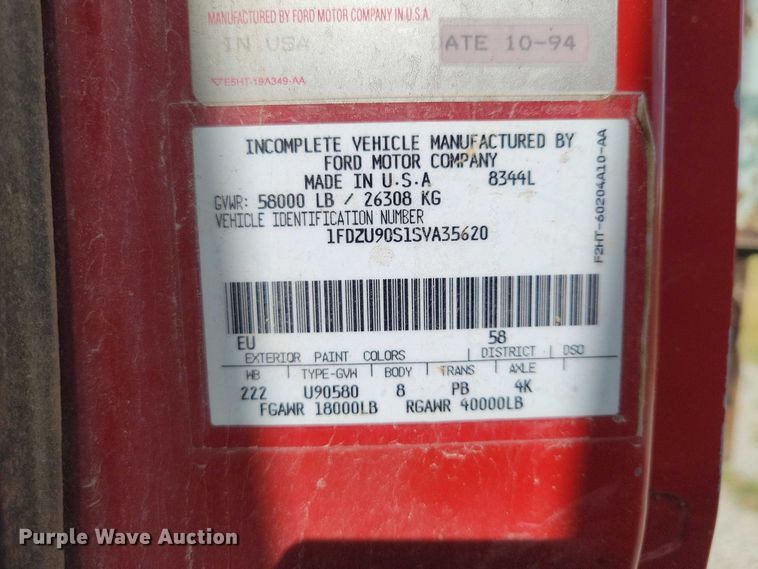 MANUFACTURED BY FORD MOTOR COMPANY IN U.S.A.
IN USA DATE 10-94
E5HT-19A349-AA
INCOMPLETE VEHICLE MANUFACTURED BY
FORD MOTOR COMPANY
MADE IN U.S.A 8344L
GVWR: 58000 LB / 26308 KG
VEHICLE IDENTIFICATION NUMBER
1FDZU90S1SVA35620
F2HT-60204A10-AA
EU 58
EXTERIOR PAINT COLORS DISTRICT DSO
WB TYPE-GVW BODY TRANS AXLE
222 U90580 8 PB 4K
FGAWR 18000LB RGAWR 40000LB
Purple Wave Auction